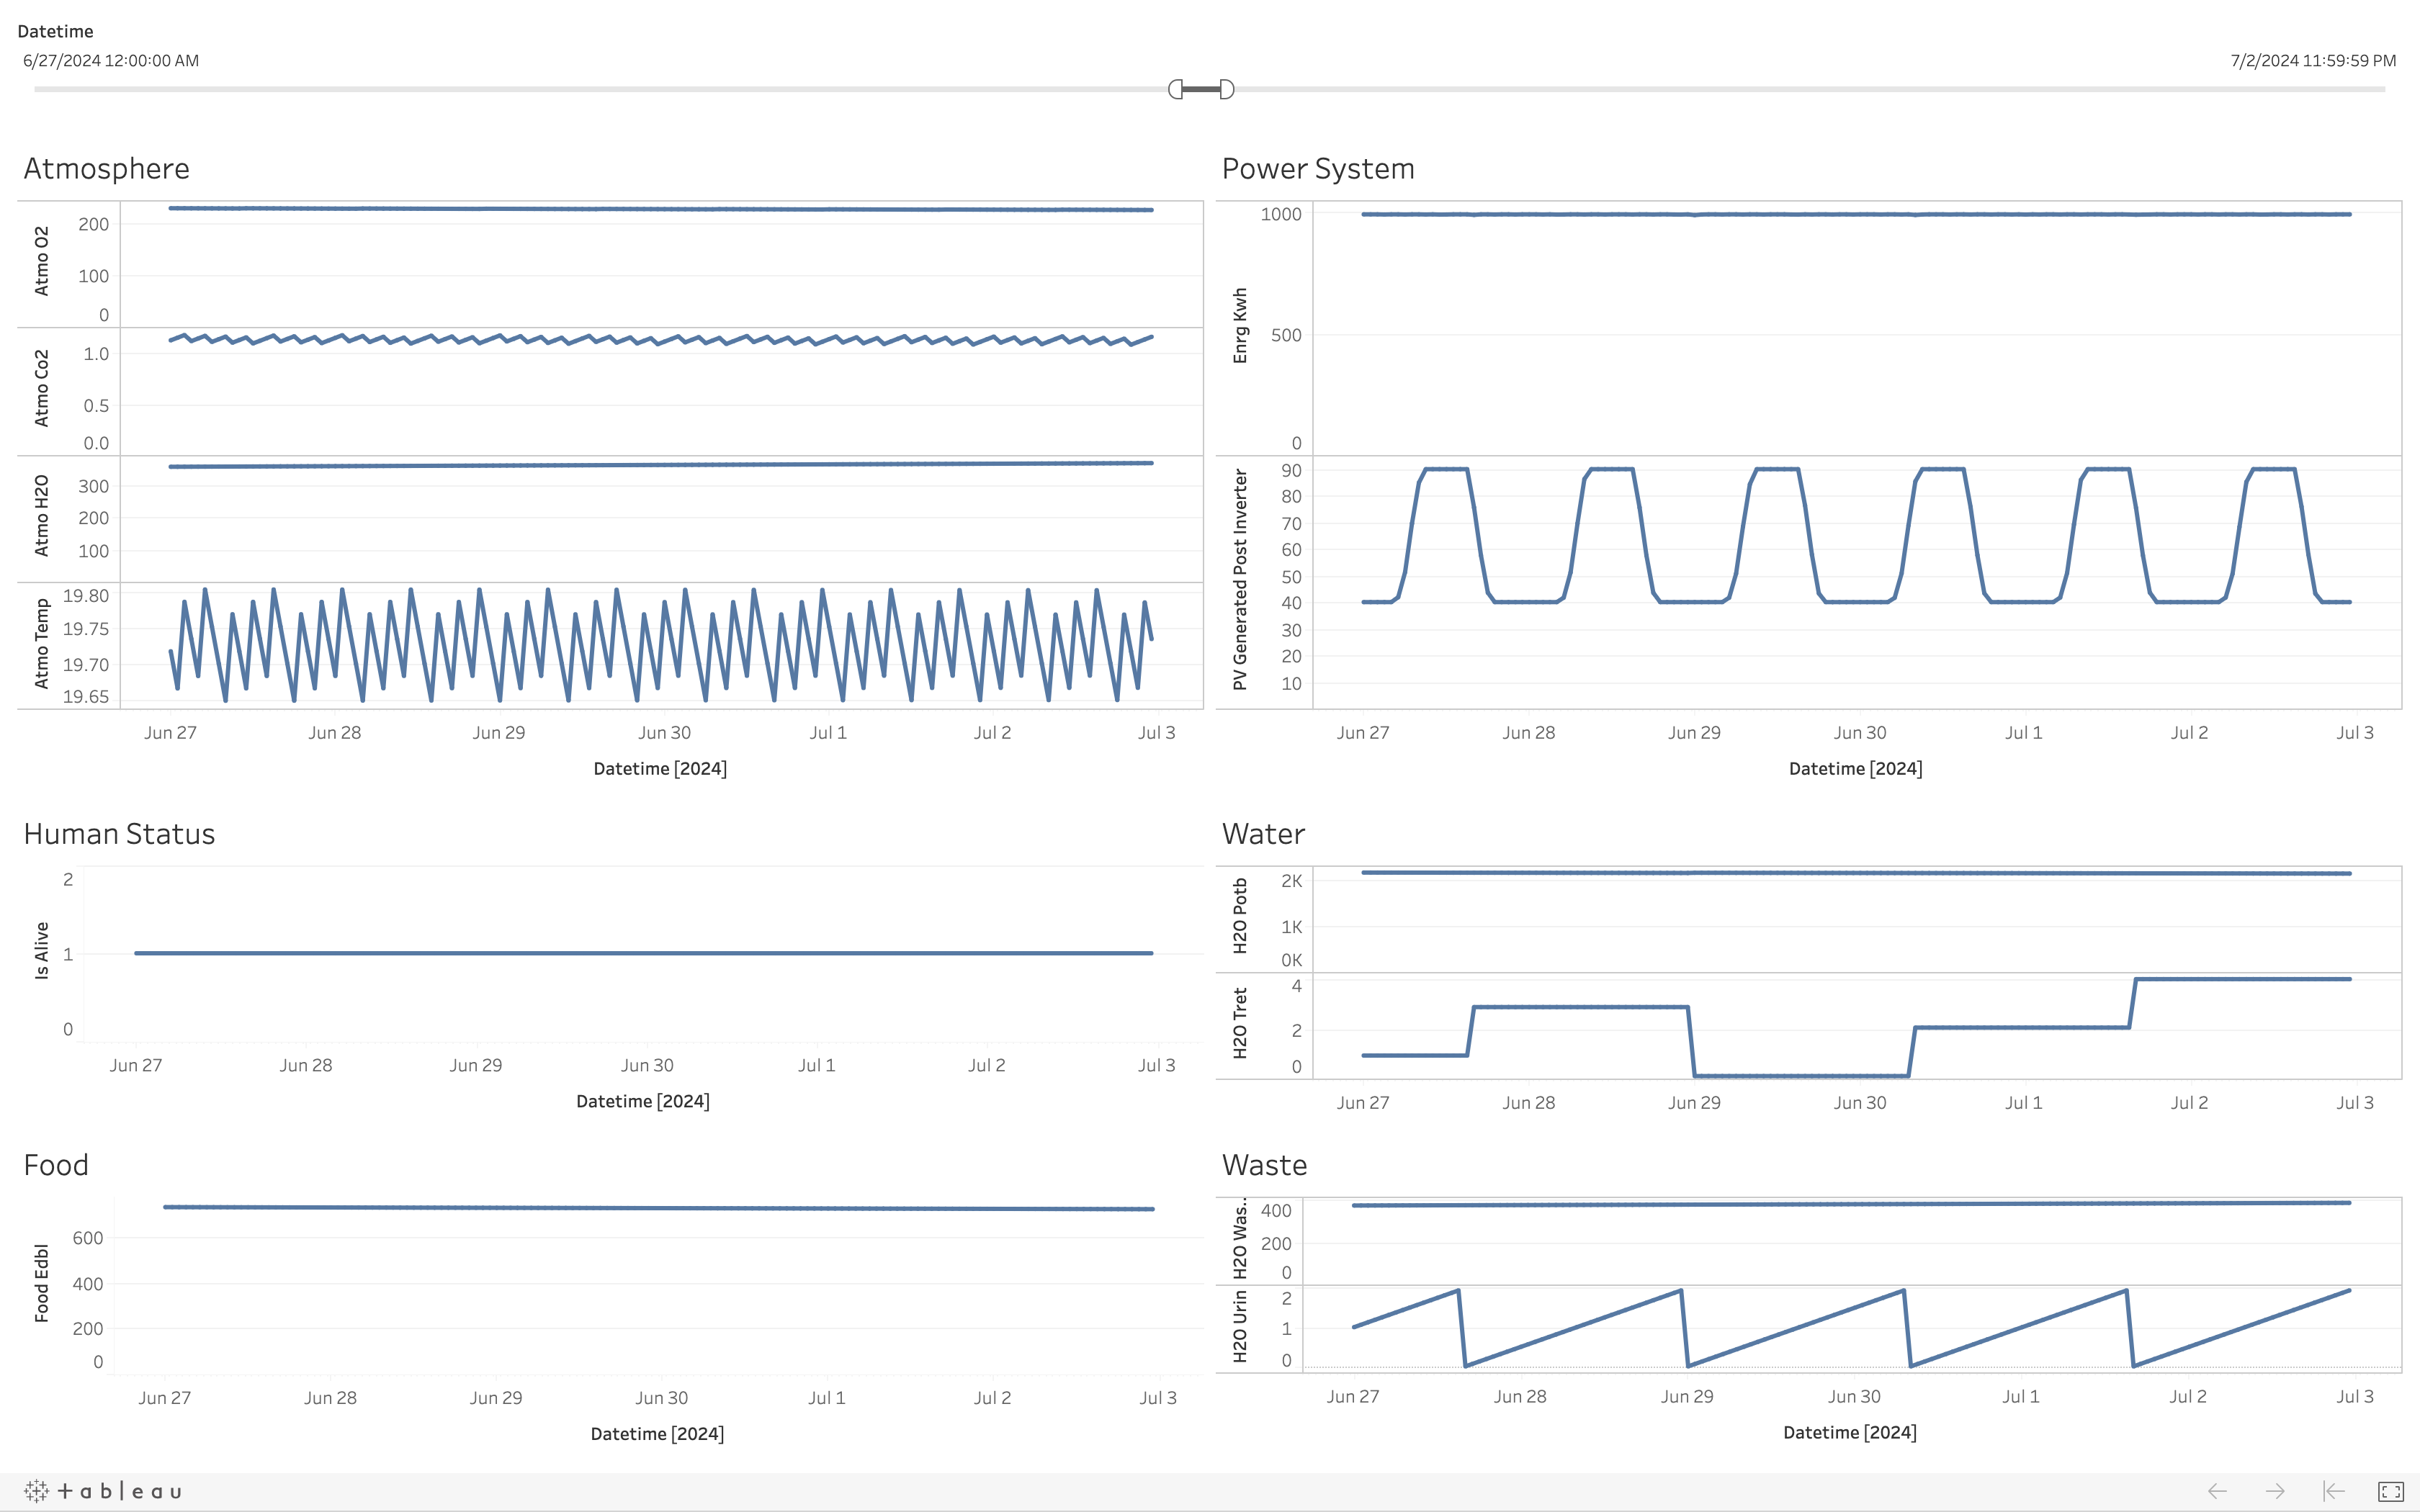 Datetime
6/27/2024 12:00:00 AM
7/2/2024 11:59:59 PM
Atmosphere
Atmo O2
200
100
0
Atmo Co2
1.0
0.5
0.0
Atmo H2O
300
200
100
Atmo Temp
19.80
19.75
19.70
19.65
Jun 27 Jun 28 Jun 29 Jun 30 Jul 1 Jul 2 Jul 3
Datetime [2024]
Power System
Enrg Kwh
1000
500
0
PV Generated Post Inverter
90
80
70
60
50
40
30
20
10
Jun 27 Jun 28 Jun 29 Jun 30 Jul 1 Jul 2 Jul 3
Datetime [2024]
Human Status
Is Alive
2
1
0
Jun 27 Jun 28 Jun 29 Jun 30 Jul 1 Jul 2 Jul 3
Datetime [2024]
Water
H2O Potb
2K
1K
0K
H2O Tret
4
2
0
Jun 27 Jun 28 Jun 29 Jun 30 Jul 1 Jul 2 Jul 3
Food
Food Edbl
600
400
200
0
Jun 27 Jun 28 Jun 29 Jun 30 Jul 1 Jul 2 Jul 3
Datetime [2024]
Waste
H2O Was..
400
200
0
H2O Urin
2
1
0
Jun 27 Jun 28 Jun 29 Jun 30 Jul 1 Jul 2 Jul 3
Datetime [2024]
+ableau